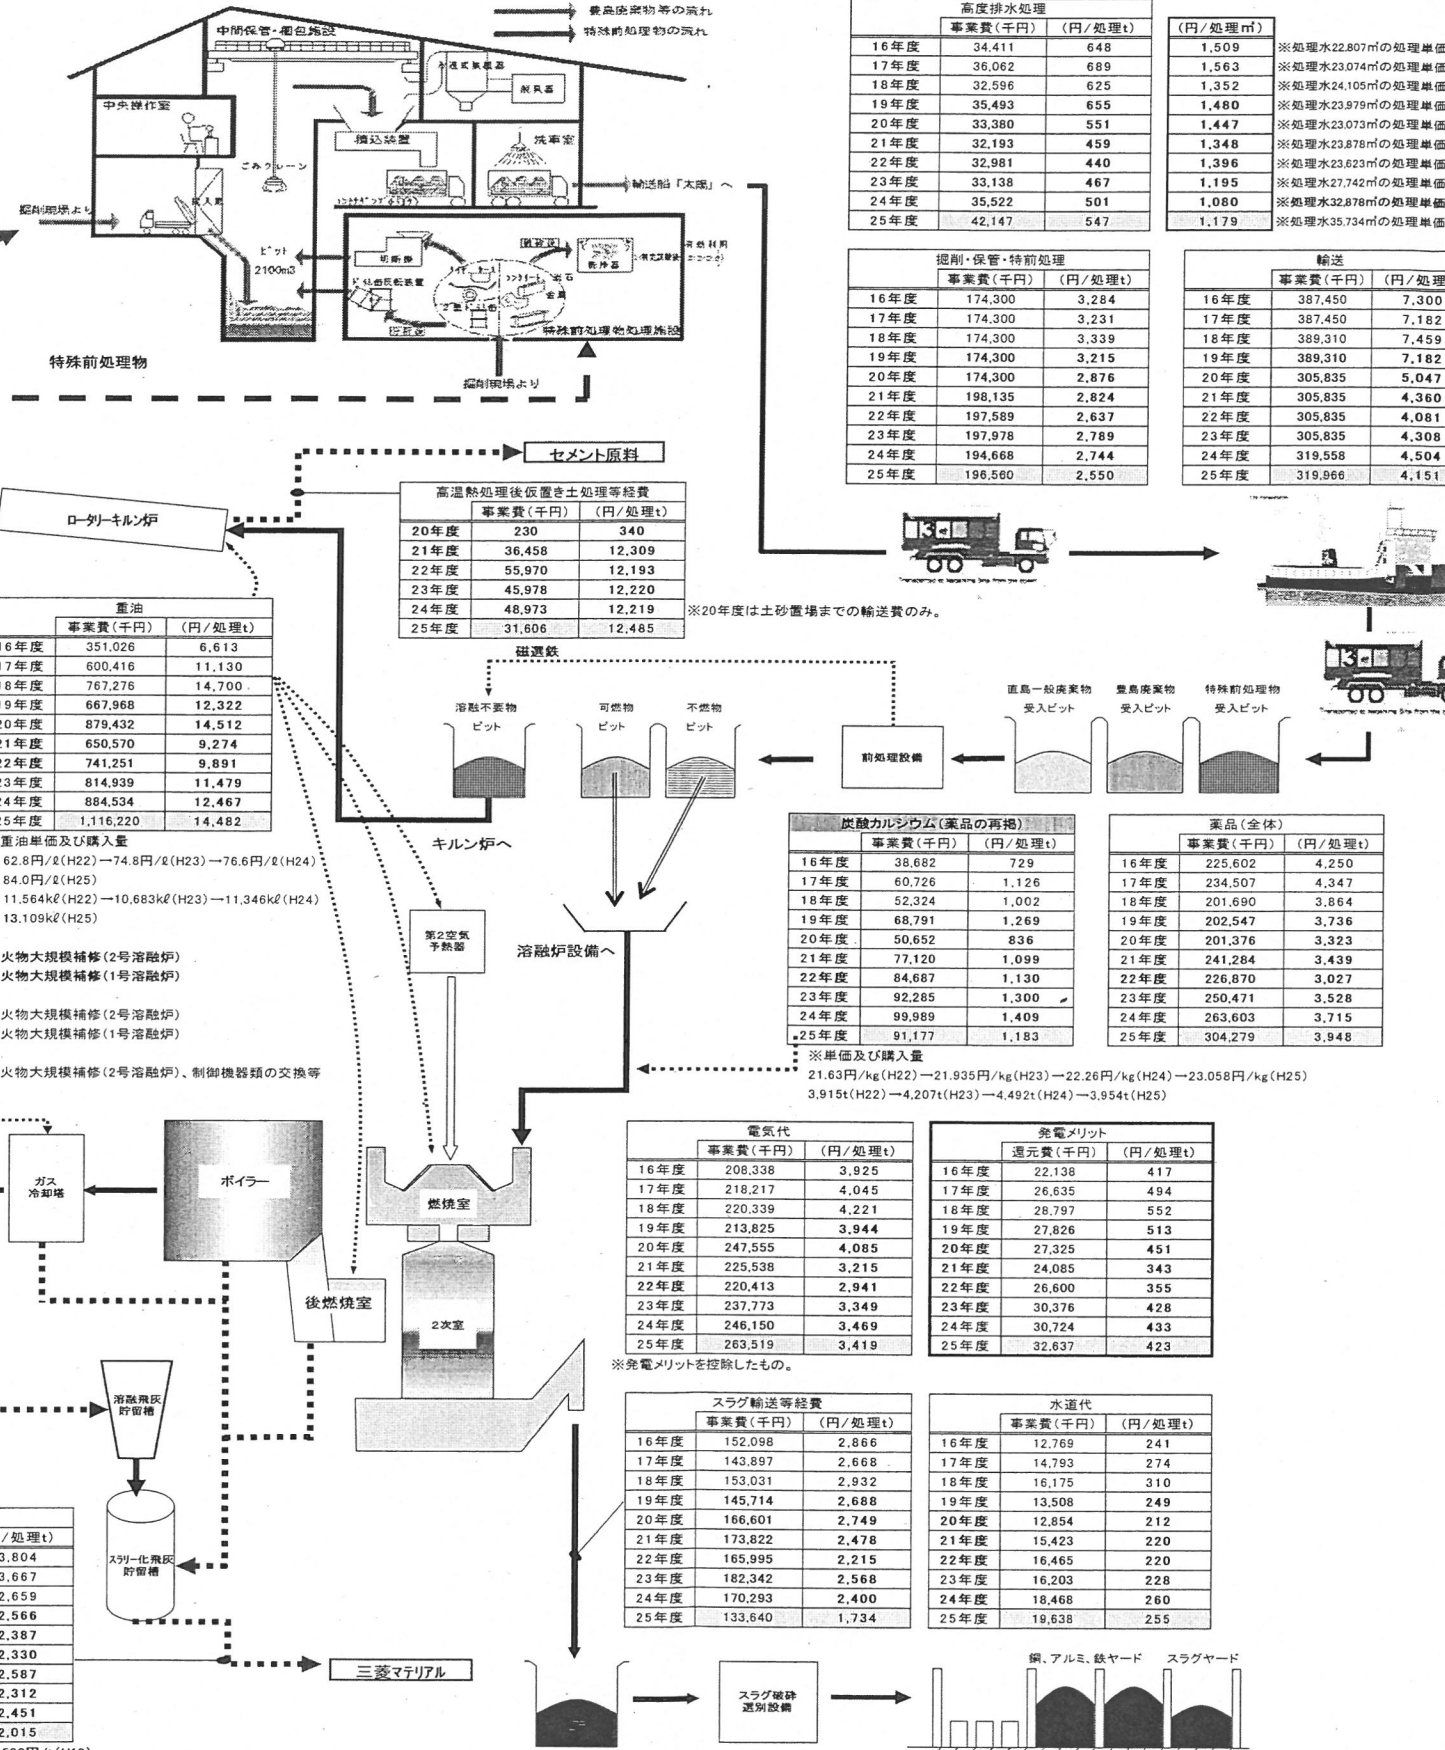 豊島廃棄物等の流れ
特殊前処理物の流れ
中間保管・梱包施設
脱臭器
中央操作室
積込装置
洗車室
ごみクレーン
輸送船「太陽」へ
掘削現場より
ピット
2100m3
切断機
コンクリート
岩石
金属
有効利用
特殊前処理物処理施設
掘削現場より
特殊前処理物
高度排水処理
事業費(千円) (円/処理t) (円/処理㎥)
16年度 34,411 648 1,509 ※処理水22,807㎥の処理単価
17年度 36,062 689 1,563 ※処理水23,074㎥の処理単価
18年度 32,596 625 1,352 ※処理水24,105㎥の処理単価
19年度 35,493 655 1,480 ※処理水23,979㎥の処理単価
20年度 33,380 551 1,447 ※処理水23,073㎥の処理単価
21年度 32,193 459 1,348 ※処理水23,878㎥の処理単価
22年度 32,981 440 1,396 ※処理水23,623㎥の処理単価
23年度 33,138 467 1,195 ※処理水27,742㎥の処理単価
24年度 35,522 501 1,080 ※処理水32,878㎥の処理単価
25年度 42,147 547 1,179 ※処理水35,734㎥の処理単価
掘削・保管・特前処理
事業費(千円) (円/処理t)
16年度 174,300 3,284
17年度 174,300 3,231
18年度 174,300 3,339
19年度 174,300 3,215
20年度 174,300 2,876
21年度 198,135 2,824
22年度 197,589 2,637
23年度 197,978 2,789
24年度 194,668 2,744
25年度 196,560 2,550
輸送
事業費(千円) (円/処理
16年度 387,450 7,300
17年度 387,450 7,182
18年度 389,310 7,459
19年度 389,310 7,182
20年度 305,835 5,047
21年度 305,835 4,360
22年度 305,835 4,081
23年度 305,835 4,308
24年度 319,558 4,504
25年度 319,966 4,151
セメント原料
ロータリーキルン炉
高温熱処理後仮置き土処理等経費
事業費(千円) (円/処理t)
20年度 230 340
21年度 36,458 12,309
22年度 55,970 12,193
23年度 45,978 12,220
24年度 48,973 12,219
25年度 31,606 12,485
※20年度は土砂置場までの輸送費のみ。
重油
事業費(千円) (円/処理t)
6年度 351,026 6,613
7年度 600,416 11,130
8年度 767,276 14,700
9年度 667,968 12,322
0年度 879,432 14,512
1年度 650,570 9,274
2年度 741,251 9,891
3年度 814,939 11,479
4年度 884,534 12,467
5年度 1,116,220 14,482
重油単価及び購入量
62.8円/ℓ(H22)→74.8円/ℓ(H23)→76.6円/ℓ(H24)
84.0円/ℓ(H25)
11,564kℓ(H22)→10,683kℓ(H23)→11,346kℓ(H24)
13,109kℓ(H25)
火物大規模補修(2号溶融炉)
火物大規模補修(1号溶融炉)
火物大規模補修(2号溶融炉)
火物大規模補修(1号溶融炉)
火物大規模補修(2号溶融炉)、制御機器類の交換等
磁選鉄
溶融不要物
ピット
可燃物
ピット
不燃物
ピット
前処理設備
直島一般廃棄物
受入ピット
豊島廃棄物
受入ピット
特殊前処理物
受入ピット
キルン炉へ
第2空気
予熱器
溶融炉設備へ
炭酸カルシウム(薬品の再掲)
事業費(千円) (円/処理t)
16年度 38,682 729
17年度 60,726 1,126
18年度 52,324 1,002
19年度 68,791 1,269
20年度 50,652 836
21年度 77,120 1,099
22年度 84,687 1,130
23年度 92,285 1,300
24年度 99,989 1,409
25年度 91,177 1,183
※単価及び購入量
21.63円/kg(H22)→21.935円/kg(H23)→22.26円/kg(H24)→23.058円/kg(H25)
3,915t(H22)→4,207t(H23)→4,492t(H24)→3,954t(H25)
薬品(全体)
事業費(千円) (円/処理t)
16年度 225,602 4,250
17年度 234,507 4,347
18年度 201,690 3,864
19年度 202,547 3,736
20年度 201,376 3,323
21年度 241,284 3,439
22年度 226,870 3,027
23年度 250,471 3,528
24年度 263,603 3,715
25年度 304,279 3,948
ガス
冷却塔
ボイラー
燃焼室
後燃焼室
2次室
溶融飛灰
貯留槽
スラリー化飛灰
貯留槽
電気代
事業費(千円) (円/処理t)
16年度 208,338 3,925
17年度 218,217 4,045
18年度 220,339 4,221
19年度 213,825 3,944
20年度 247,555 4,085
21年度 225,538 3,215
22年度 220,413 2,941
23年度 237,773 3,349
24年度 246,150 3,469
25年度 263,519 3,419
※発電メリットを控除したもの。
発電メリット
還元費(千円) (円/処理t)
16年度 22,138 417
17年度 26,635 494
18年度 28,797 552
19年度 27,826 513
20年度 27,325 451
21年度 24,085 343
22年度 26,600 355
23年度 30,376 428
24年度 30,724 433
25年度 32,637 423
スラグ輸送等経費
事業費(千円) (円/処理t)
16年度 152,098 2,866
17年度 143,897 2,668
18年度 153,031 2,932
19年度 145,714 2,688
20年度 166,601 2,749
21年度 173,822 2,478
22年度 165,995 2,215
23年度 182,342 2,568
24年度 170,293 2,400
25年度 133,640 1,734
水道代
事業費(千円) (円/処理t)
16年度 12,769 241
17年度 14,793 274
18年度 16,175 310
19年度 13,508 249
20年度 12,854 212
21年度 15,423 220
22年度 16,465 220
23年度 16,203 228
24年度 18,468 260
25年度 19,638 255
/処理t)
3,804
3,667
2,659
2,566
2,387
2,330
2,587
2,312
2,451
2,015
三菱マテリアル
スラグ破砕
選別設備
銅、アルミ、鉄ヤード
スラグヤード